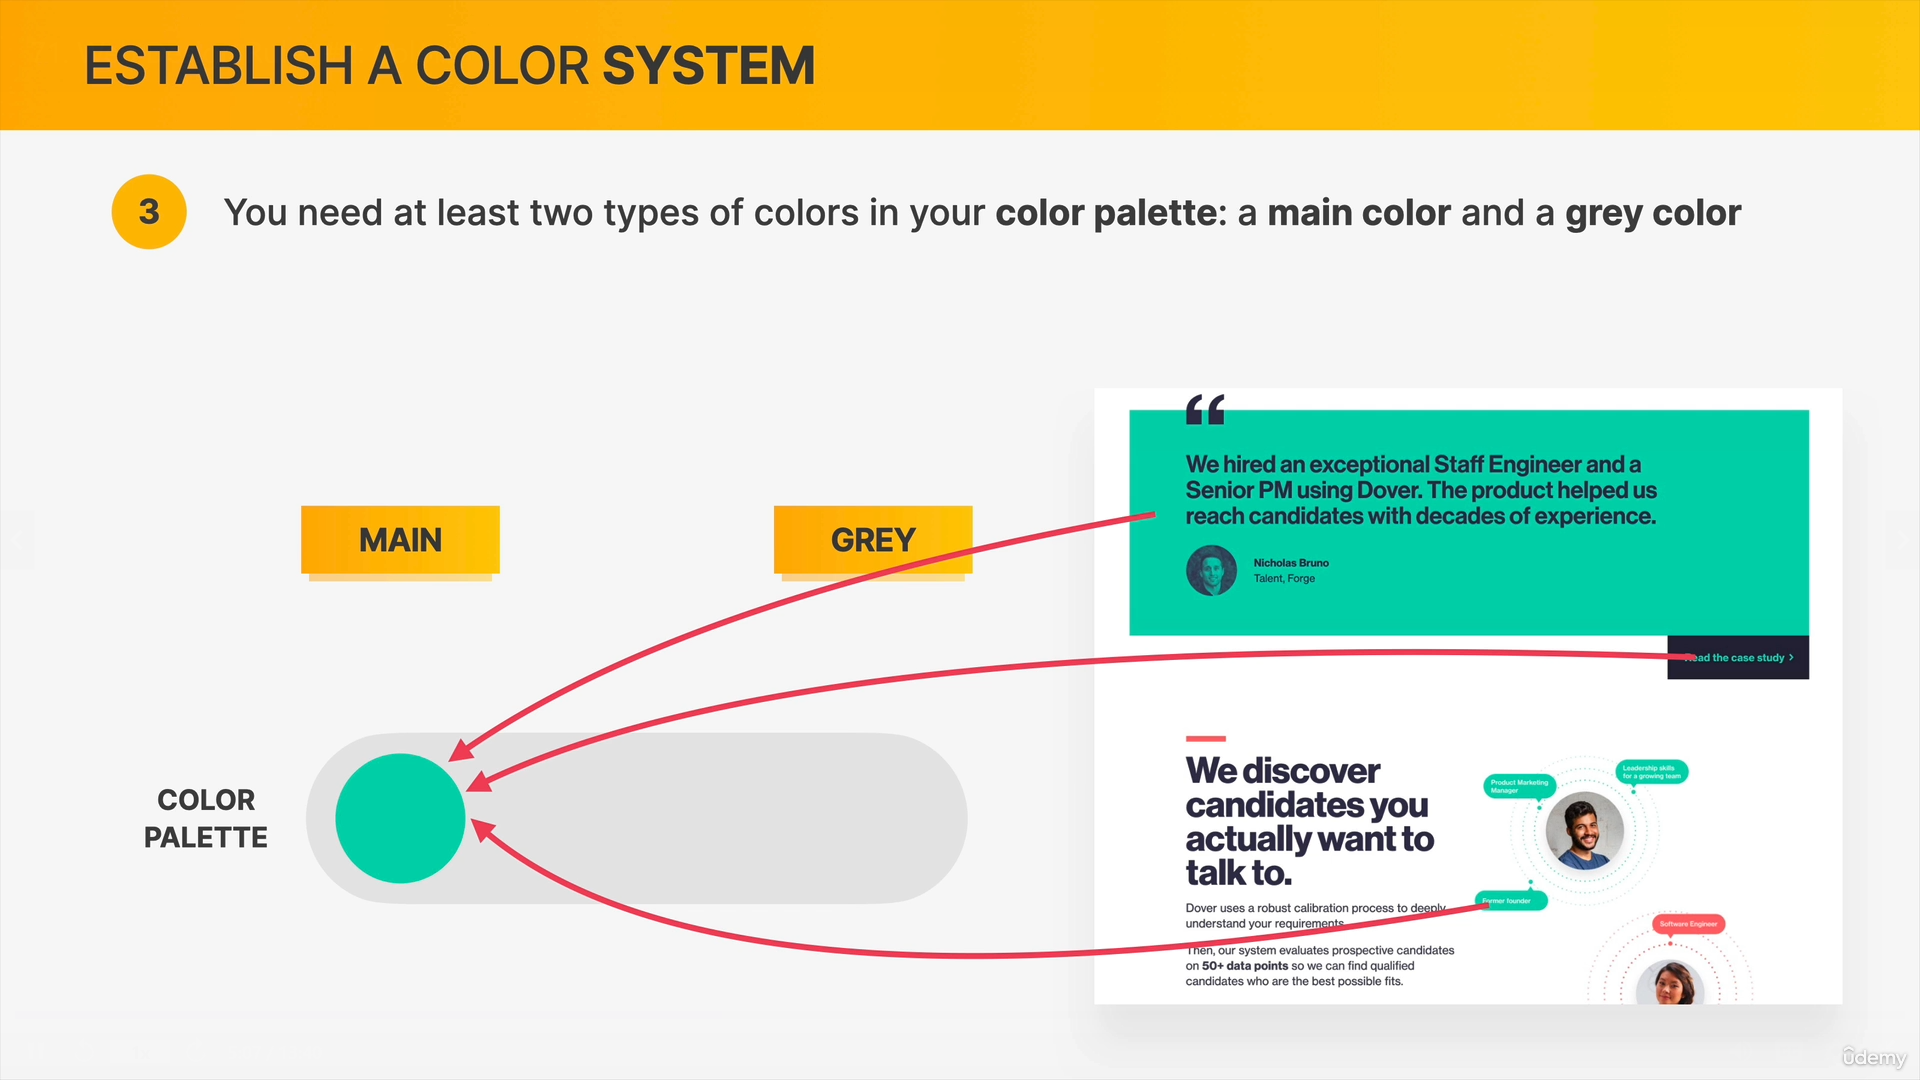 ESTABLISH A COLOR SYSTEM
3
You need at least two types of colors in your color palette: a main color and a grey color
MAIN
GREY
COLOR
PALETTE
“
We hired an exceptional Staff Engineer and a
Senior PM using Dover. The product helped us
reach candidates with decades of experience.
Nicholas Bruno
Talent, Forge
Read the case study >
We discover
candidates you
actually want to
talk to.
Dover uses a robust calibration process to deeply
understand your requirements.
Then, our system evaluates prospective candidates
on 50+ data points so we can find qualified
candidates who are the best possible fits.
Product Marketing
Manager
Leadership skills
for a growing team
Former founder
Software Engineer
ûdemy